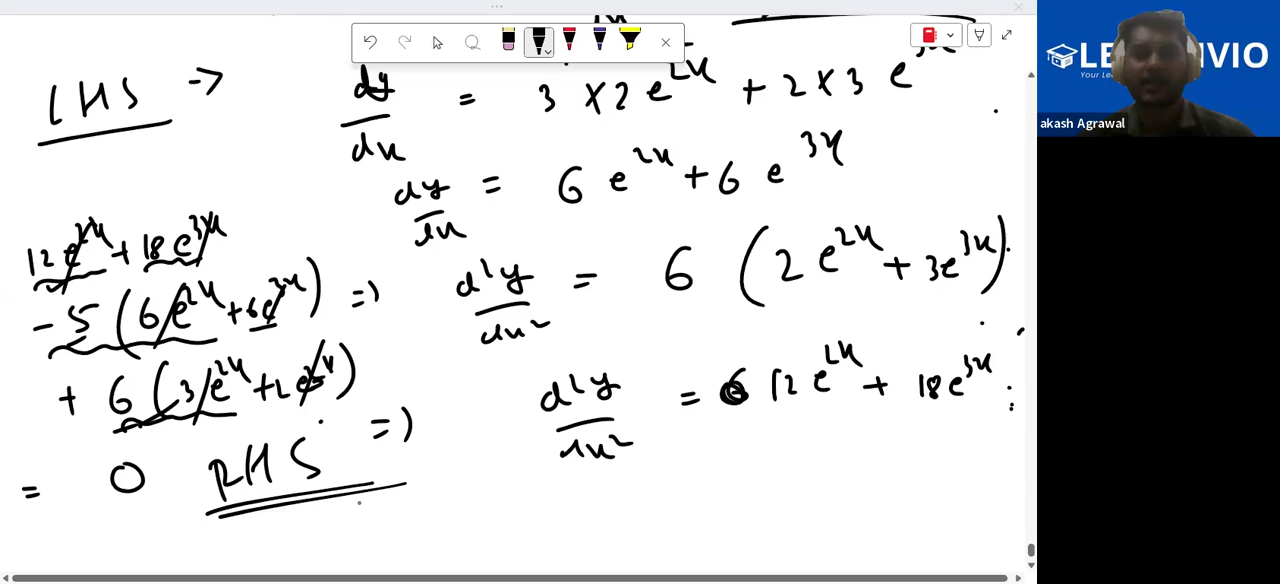 LHS →
dy/dx = 3 × 2 e^{2x} + 2 × 3 e^{3x}
dy/dx = 6 e^{2x} + 6 e^{3x}
d²y/dx² = 6 (2 e^{2x} + 3e^{3x})
d²y/dx² = 12 e^{2x} + 18e^{3x}
12e^{2x} + 18e^{3x}
- 5 (6e^{2x} + 6e^{3x}) =>
+ 6 (3e^{2x} + 2e^{3x})
= 0 RHS =>
akash Agrawal